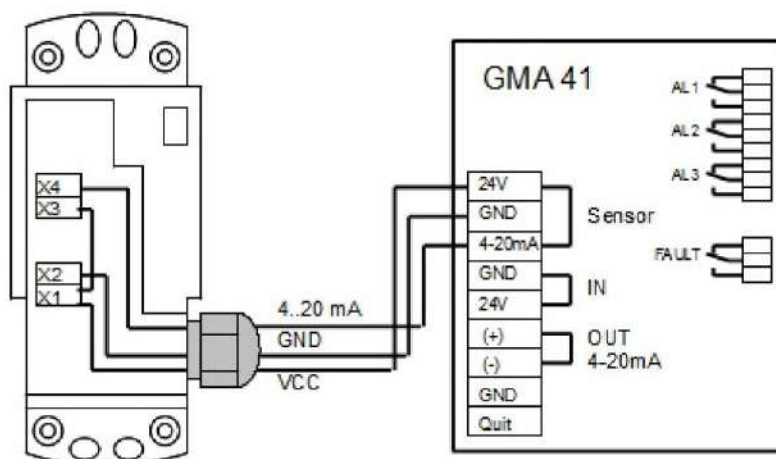 X4
X3
X2
X1
4..20 mA
GND
VCC
GMA 41
24V
GND
4-20mA
GND
24V
(+)
(-)
GND
Quit
Sensor
IN
OUT
4-20mA
AL1
AL2
AL3
FAULT